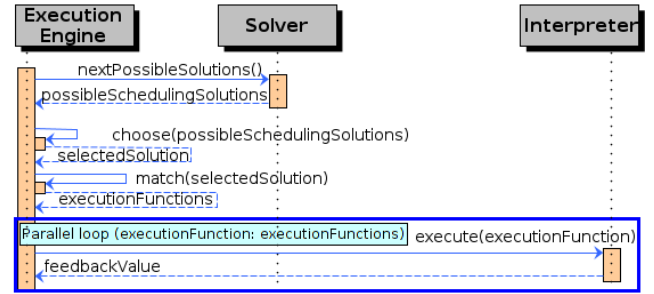 Execution
Engine
Solver
Interpreter
nextPossibleSolutions()
possibleSchedulingSolutions
choose(possibleSchedulingSolutions)
selectedSolution
match(selectedSolution)
executionFunctions
Parallel loop (executionFunction: executionFunctions)
execute(executionFunction)
feedbackValue